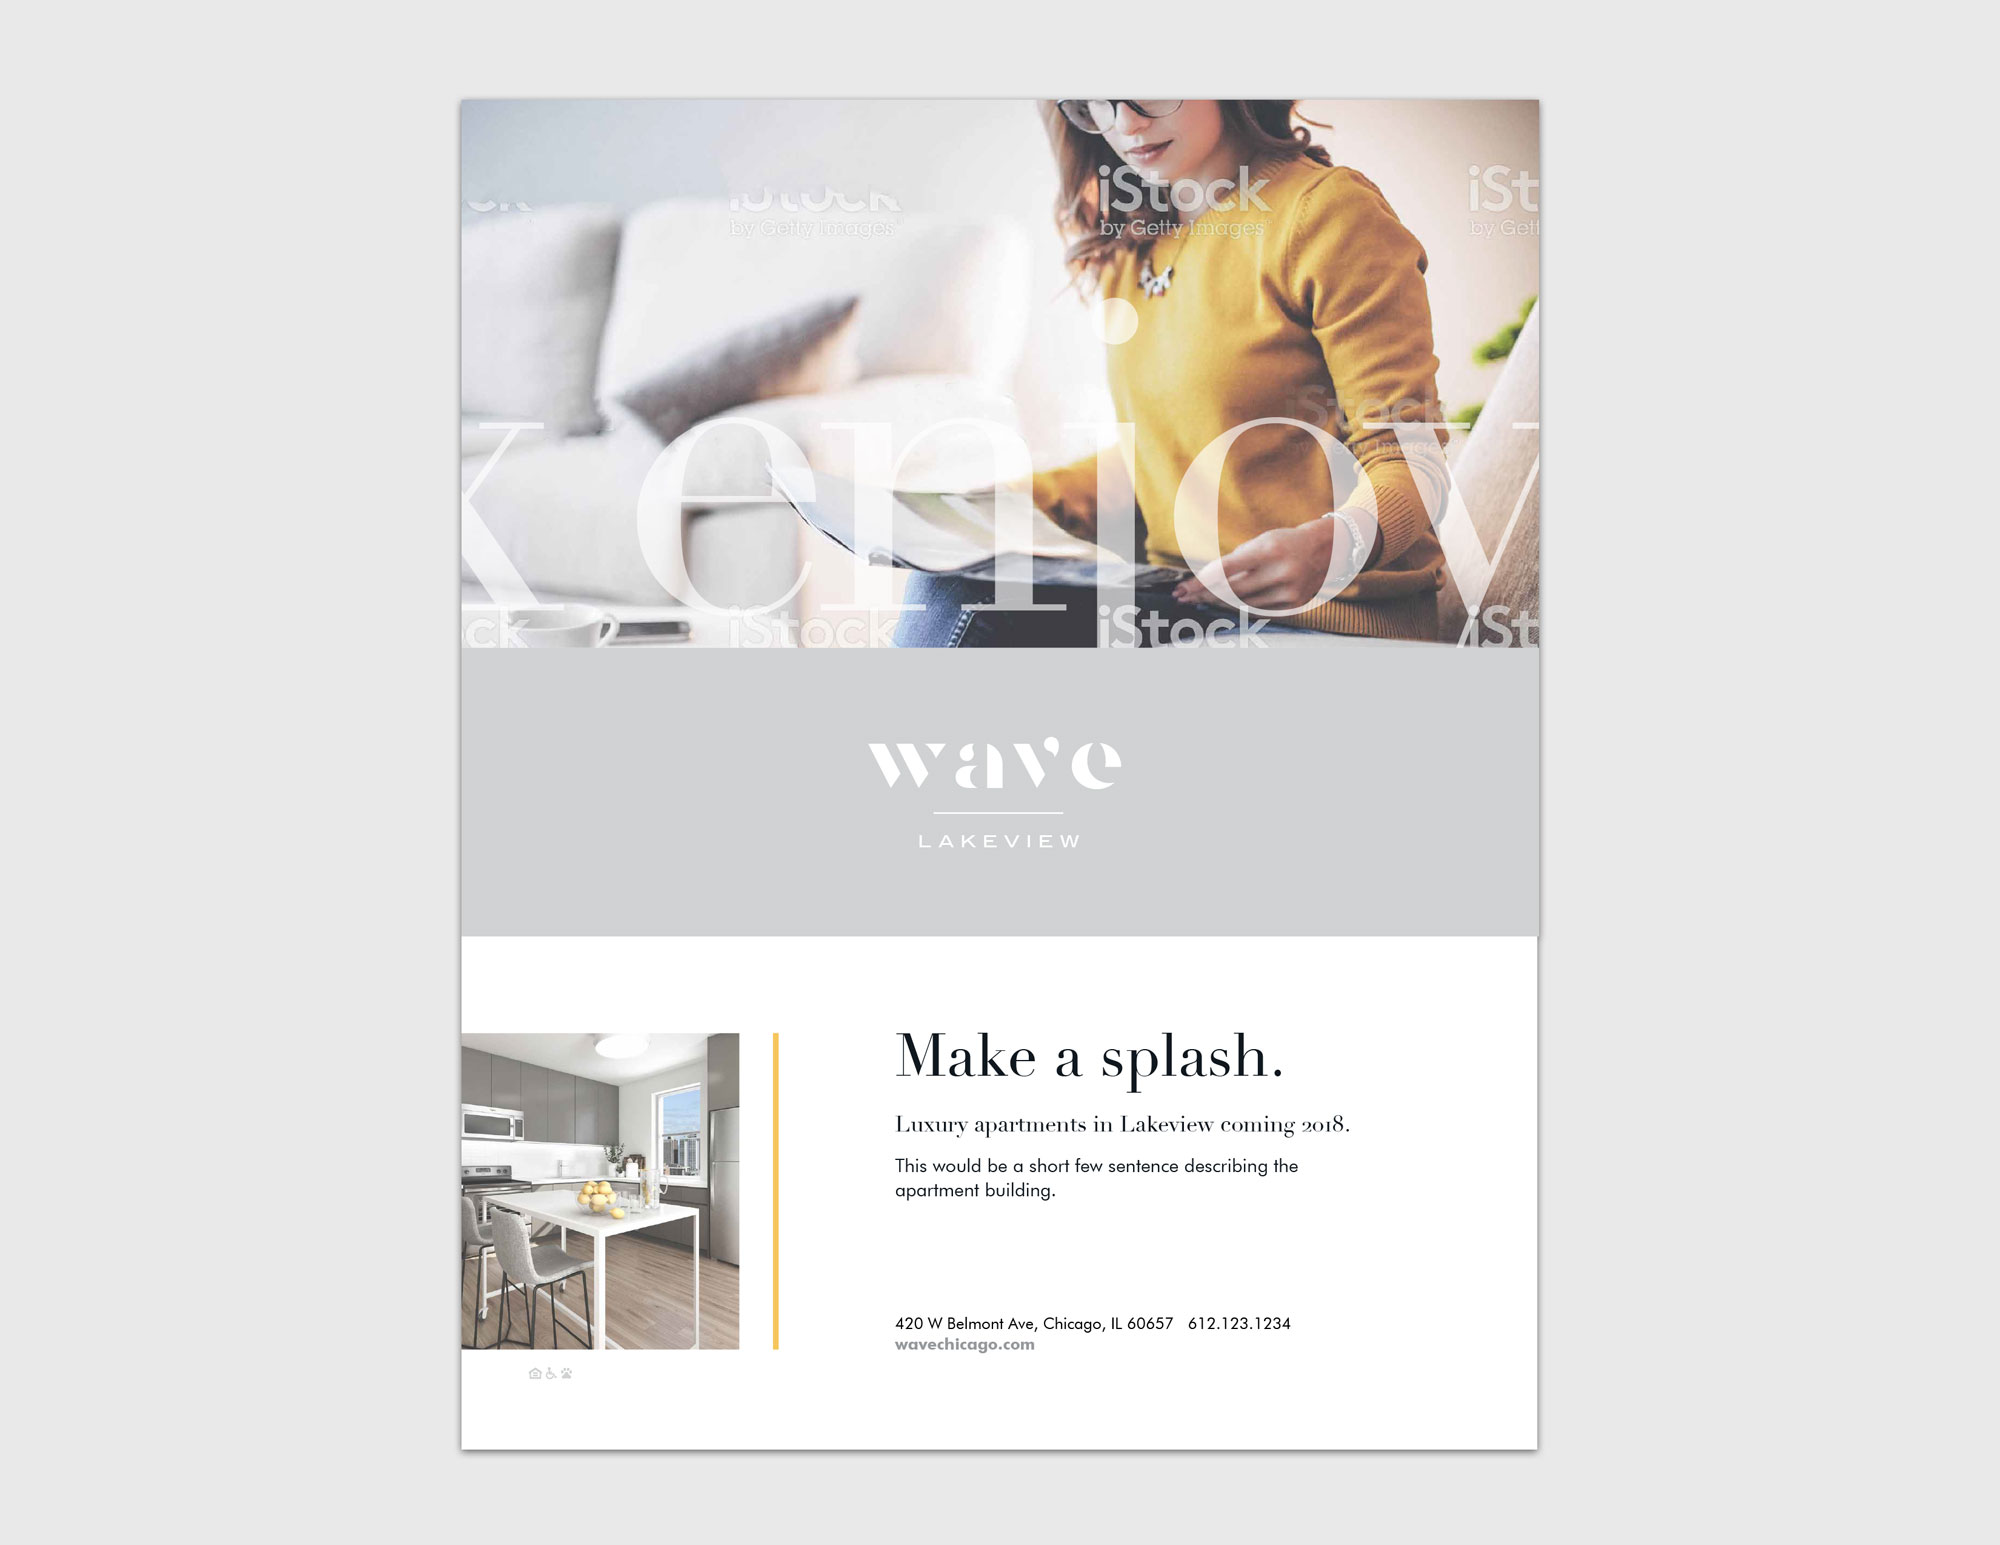 iStock
by Getty Images
iSt
by Gett
by Getty Images
iStock
k enjoy
ck
iStock
iStock
iSt
wave
LAKEVIEW
Make a splash.
Luxury apartments in Lakeview coming 2018.
This would be a short few sentence describing the
apartment building.
420 W Belmont Ave, Chicago, IL 60657 612.123.1234
wavechicago.com